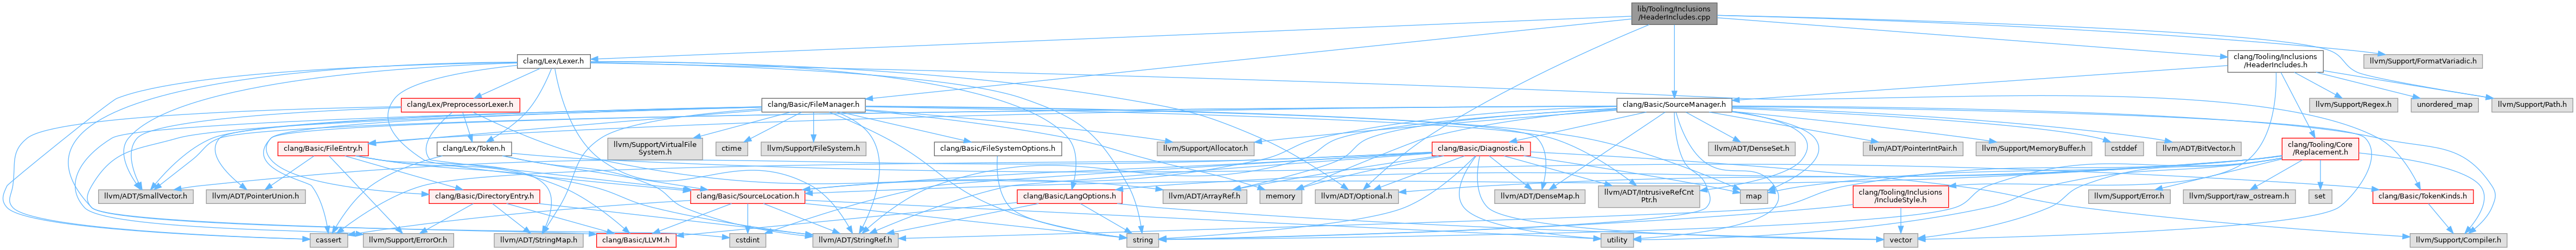 lib/Tooling/Inclusions
/HeaderIncludes.cpp
clang/Lex/Lexer.h
clang/Tooling/Inclusions
/HeaderIncludes.h
llvm/Support/FormatVariadic.h
clang/Lex/PreprocessorLexer.h
clang/Basic/FileManager.h
clang/Basic/SourceManager.h
llvm/Support/Regex.h
unordered_map
llvm/Support/Path.h
clang/Basic/FileEntry.h
clang/Lex/Token.h
llvm/Support/VirtualFile
System.h
ctime
llvm/Support/FileSystem.h
clang/Basic/FileSystemOptions.h
llvm/Support/Allocator.h
clang/Basic/Diagnostic.h
llvm/ADT/DenseSet.h
llvm/ADT/PointerIntPair.h
llvm/Support/MemoryBuffer.h
cstddef
llvm/ADT/BitVector.h
clang/Tooling/Core
/Replacement.h
llvm/ADT/SmallVector.h
llvm/ADT/PointerUnion.h
clang/Basic/DirectoryEntry.h
clang/Basic/SourceLocation.h
clang/Basic/LangOptions.h
llvm/ADT/ArrayRef.h
memory
llvm/ADT/Optional.h
llvm/ADT/DenseMap.h
llvm/ADT/IntrusiveRefCnt
Ptr.h
map
clang/Tooling/Inclusions
/IncludeStyle.h
llvm/Support/Error.h
llvm/Support/raw_ostream.h
set
clang/Basic/TokenKinds.h
cassert
llvm/Support/ErrorOr.h
llvm/ADT/StringMap.h
clang/Basic/LLVM.h
cstdint
llvm/ADT/StringRef.h
string
utility
vector
llvm/Support/Compiler.h